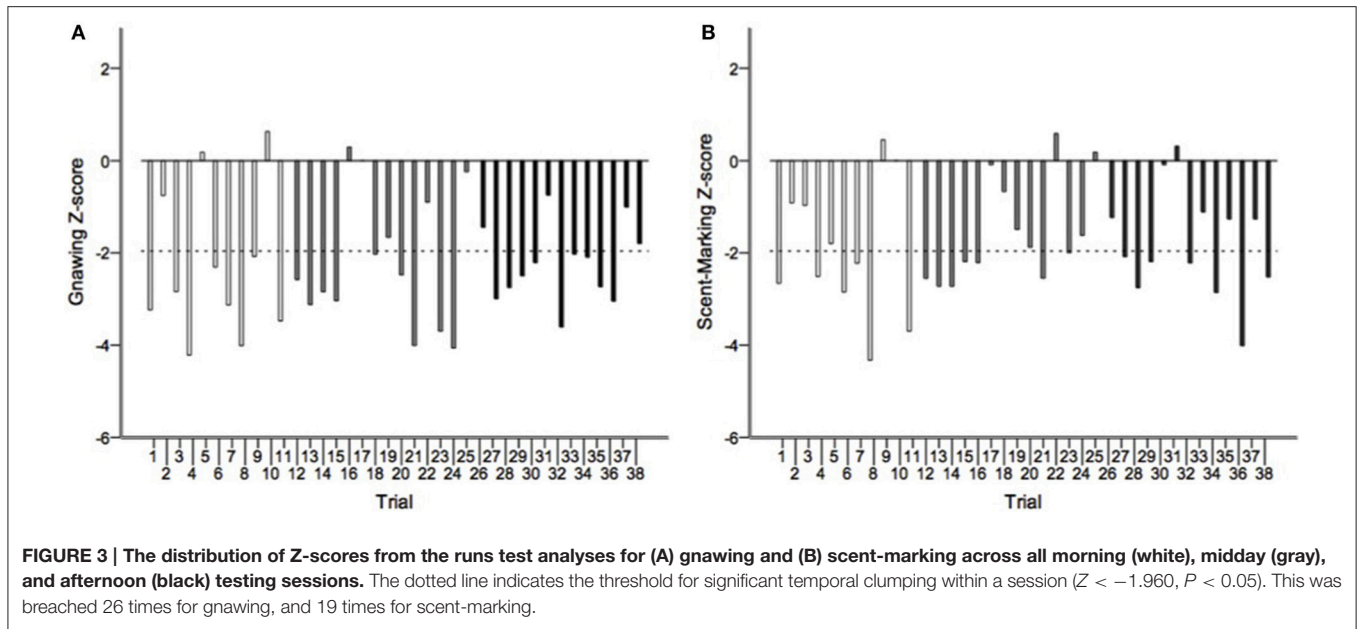 A
2
0
-2
-4
-6
Gnawing Z-score
1 3 5 7 9 11 13 15 17 19 21 23 25 27 29 31 33 35 37
2 4 6 8 10 12 14 16 18 20 22 24 26 28 30 32 34 36 38
Trial
B
2
0
-2
-4
-6
Scent-Marking Z-score
1 3 5 7 9 11 13 15 17 19 21 23 25 27 29 31 33 35 37
2 4 6 8 10 12 14 16 18 20 22 24 26 28 30 32 34 36 38
Trial
FIGURE 3 | The distribution of Z-scores from the runs test analyses for (A) gnawing and (B) scent-marking across all morning (white), midday (gray),
and afternoon (black) testing sessions. The dotted line indicates the threshold for significant temporal clumping within a session (Z < −1.960, P < 0.05). This was
breached 26 times for gnawing, and 19 times for scent-marking.